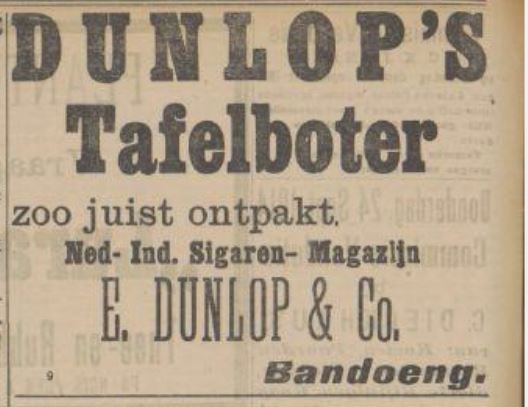 DUNLOP'S
Tafelboter
zoo juist ontpakt.
Ned- Ind. Sigaren- Magazijn
E. DUNLOP & Co.
9
Bandoeng.